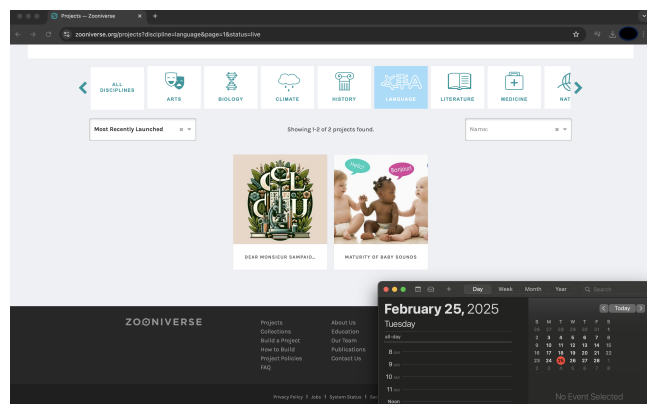 Projects — Zooniverse
zooniverse.org/projects?discipline=language&page=1&status=live
ALL DISCIPLINES
ARTS
BIOLOGY
CLIMATE
HISTORY
LANGUAGE
LITERATURE
MEDICINE
NAT
Most Recently Launched
Showing 1-2 of 2 projects found.
Name:
Hello!
Bonjour!
DEAR MONSIEUR SAMPAIO...
MATURITY OF BABY SOUNDS
Day Week Month Year Search
February 25, 2025
Today
Tuesday
all-day
S M T W T F S
26 27 28 29 30 31 1
2 3 4 5 6 7 8
9 10 11 12 13 14 15
16 17 18 19 20 21 22
23 24 25 26 27 28 1
2 3 4 5 6 7 8
8 AM
9 AM
10 AM
11 AM
Noon
No Event Selected
ZOONIVERSE
Projects
Collections
Build a Project
How to Build
Project Policies
FAQ
About Us
Education
Our Team
Publications
Contact Us
Privacy Policy Jobs System Status